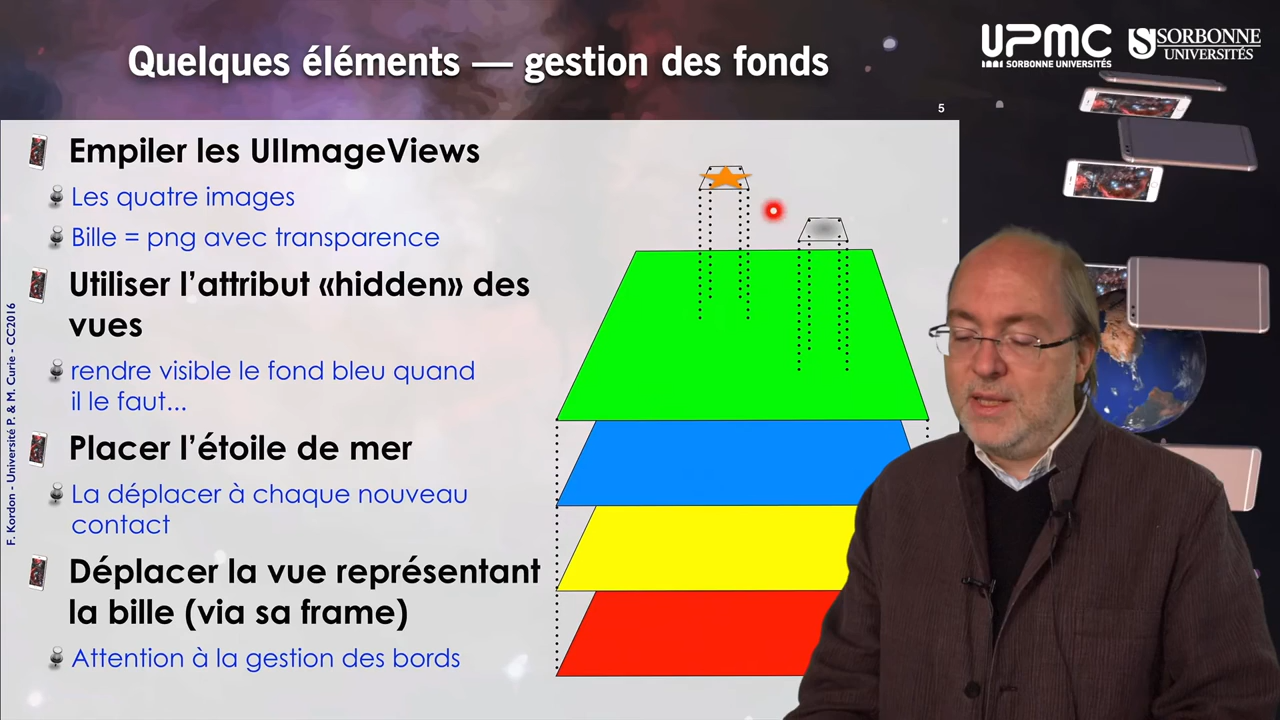 Quelques éléments — gestion des fonds
UPMC
SORBONNE UNIVERSITÉS
SORBONNE
UNIVERSITÉS
5
Empiler les UIImageViews
Les quatre images
Bille = png avec transparence
Utiliser l'attribut «hidden» des
vues
rendre visible le fond bleu quand
il le faut...
Placer l'étoile de mer
La déplacer à chaque nouveau
contact
Déplacer la vue représentant
la bille (via sa frame)
Attention à la gestion des bords
F. Kordon - Université P. & M. Curie - CC2016